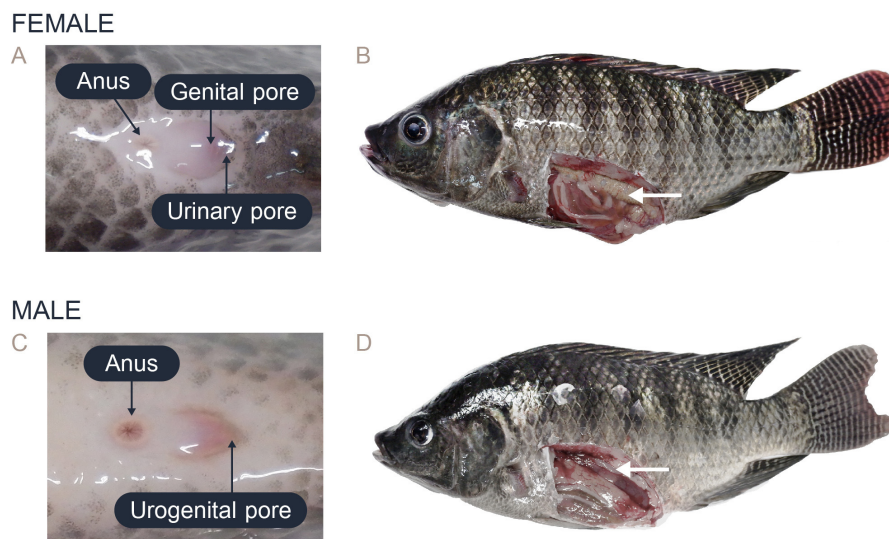 FEMALE
A
Anus
Genital pore
Urinary pore
B
MALE
C
Anus
Urogenital pore
D